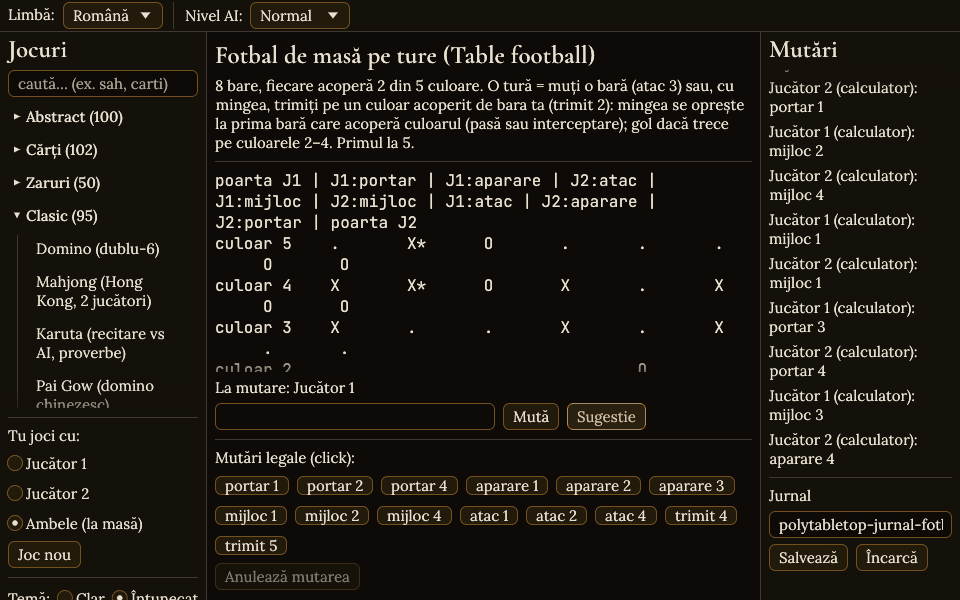 Limbă: Română ▼ Nivel AI: Normal ▼
Jocuri
caută... (ex. sah, carti)
▸ Abstract (100)
▸ Cărți (102)
▸ Zaruri (50)
▾ Clasic (95)
Domino (dublu-6)
Mahjong (Hong
Kong, 2 jucători)
Karuta (recitare vs
AI, proverbe)
Pai Gow (domino
chinezesc)
Tu joci cu:
Jucător 1
Jucător 2
Ambele (la masă)
Joc nou
Temă: Clar Întunecat
Fotbal de masă pe ture (Table football)
8 bare, fiecare acoperă 2 din 5 culoare. O tură = muți o bară (atac 3) sau, cu
mingea, trimiți pe un culoar acoperit de bara ta (trimit 2): mingea se oprește
la prima bară care acoperă culoarul (pasă sau interceptare); gol dacă trece
pe culoarele 2–4. Primul la 5.
poarta J1 | J1:portar | J1:aparare | J2:atac |
J1:mijloc | J2:mijloc | J1:atac | J2:aparare |
J2:portar | poarta J2
culoar 5 . X* O . . .
O O
culoar 4 X X* O X . X
O O
culoar 3 X . . X . X
. .
culoar 2 O
La mutare: Jucător 1
Mută Sugestie
Mutări legale (click):
portar 1 portar 2 portar 4 aparare 1 aparare 2 aparare 3
mijloc 1 mijloc 2 mijloc 4 atac 1 atac 2 atac 4 trimit 4
trimit 5
Anulează mutarea
Mutări
Jucător 2 (calculator):
portar 1
Jucător 1 (calculator):
mijloc 2
Jucător 2 (calculator):
mijloc 4
Jucător 1 (calculator):
mijloc 1
Jucător 2 (calculator):
mijloc 1
Jucător 1 (calculator):
portar 3
Jucător 2 (calculator):
portar 4
Jucător 1 (calculator):
mijloc 3
Jucător 2 (calculator):
aparare 4
Jurnal
polytabletop-jurnal-fotl
Salvează Încarcă